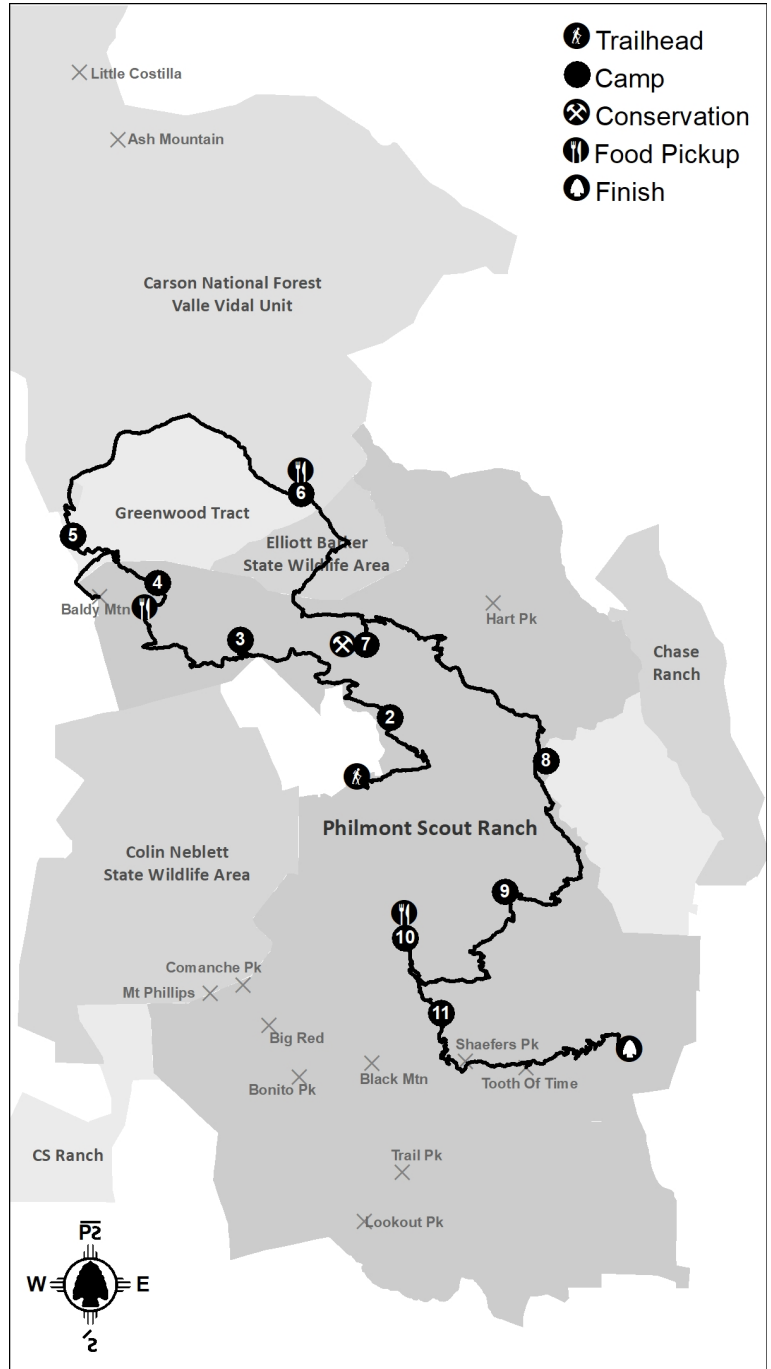 Trailhead
Camp
Conservation
Food Pickup
Finish
Little Costilla
Ash Mountain
Carson National Forest
Valle Vidal Unit
6
Greenwood Tract
5
Elliott Barker
State Wildlife Area
4
Baldy Mtn
Hart Pk
3
7
Chase
Ranch
2
8
Philmont Scout Ranch
Colin Neblett
State Wildlife Area
9
10
Comanche Pk
Mt Phillips
11
Big Red
Shaefers Pk
Black Mtn
Tooth Of Time
Bonito Pk
CS Ranch
Trail Pk
Lookout Pk
W
E